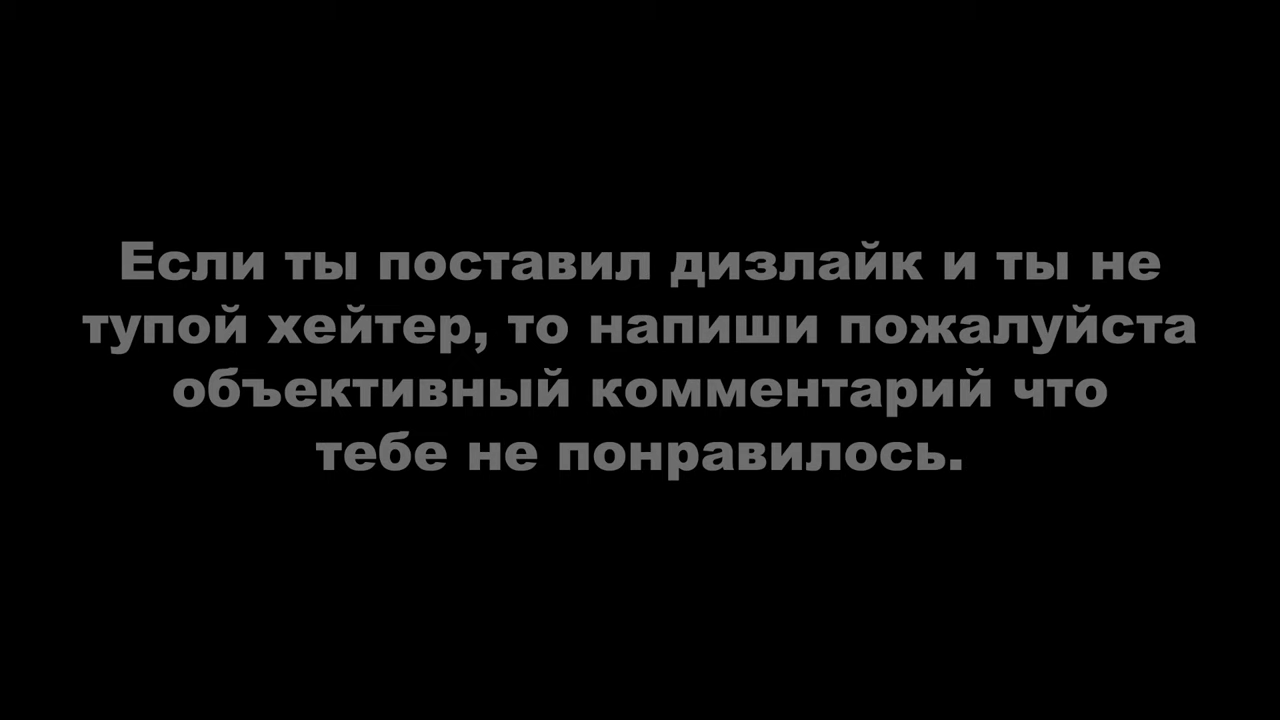 Если ты поставил дизлайк и ты не
тупой хейтер, то напиши пожалуйста
объективный комментарий что
тебе не понравилось.